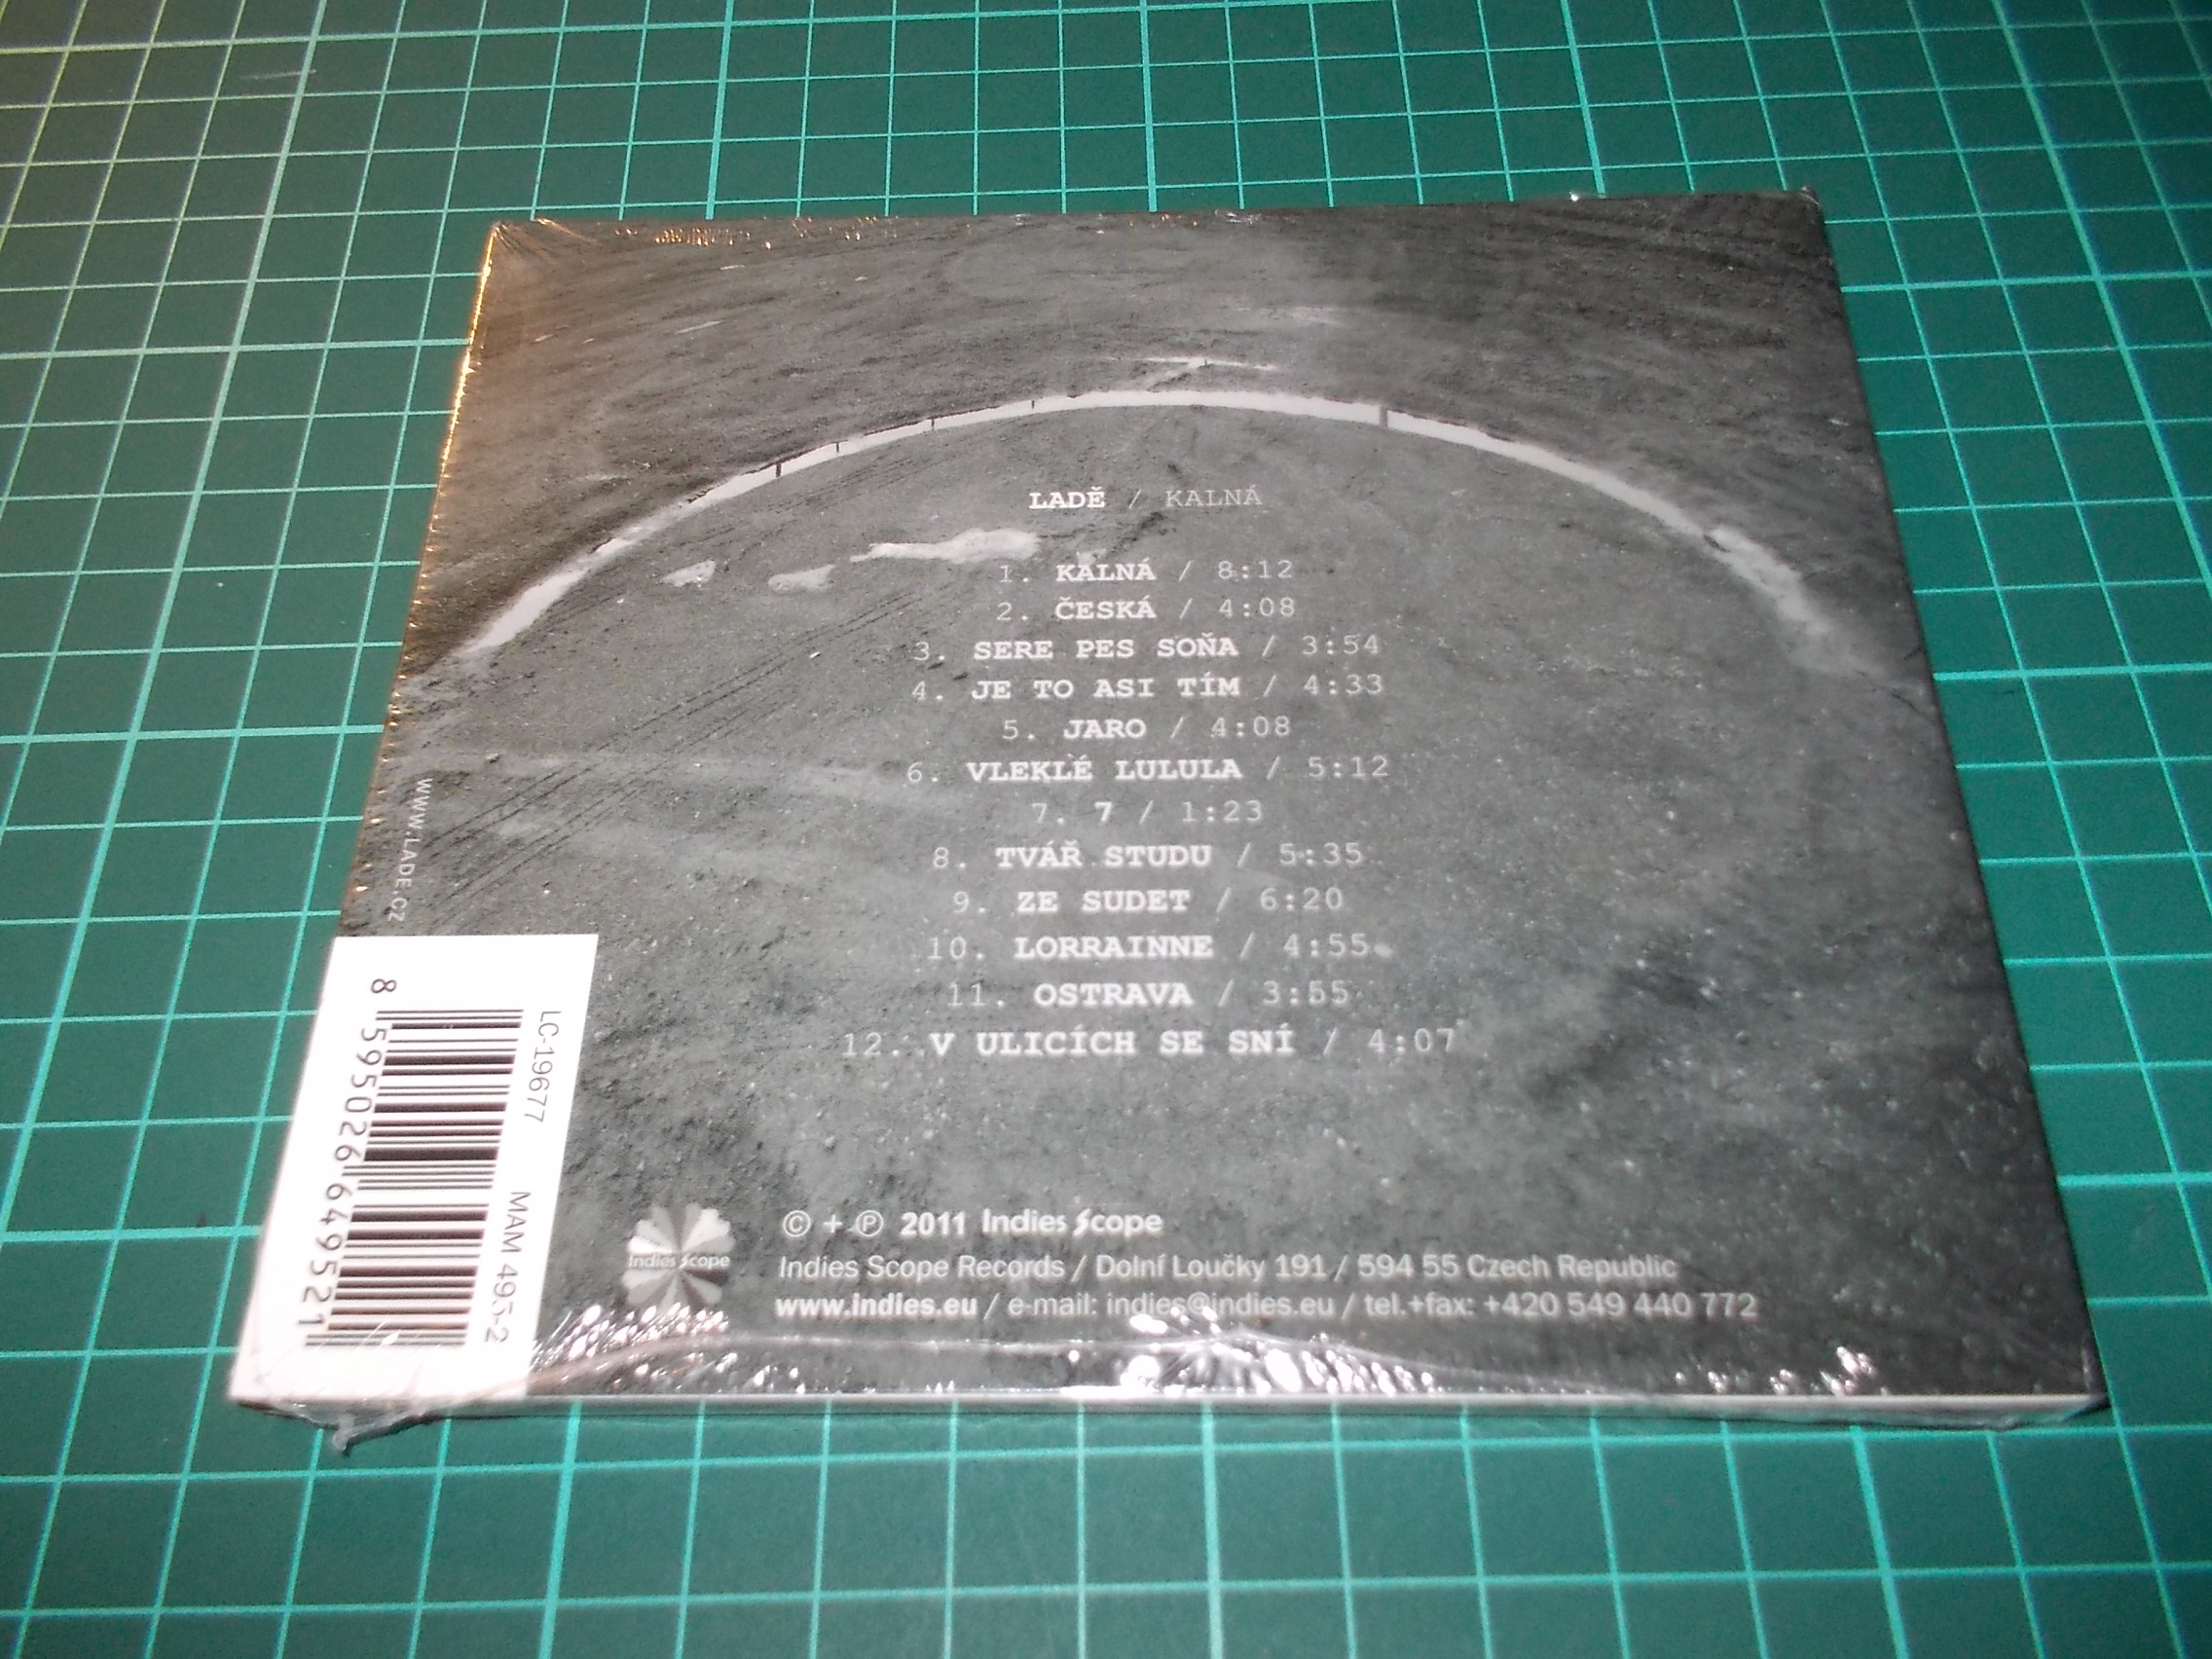 LADĚ / KALNÁ
1. KALNÁ / 8:12
2. ČESKÁ / 4:08
3. SERE PES SOŇA / 3:54
4. JE TO ASI TÍM / 4:33
5. JARO / 4:08
6. VLEKLÉ LULULA / 5:12
7. 7 / 1:23
8. TVÁŘ STUDU / 5:35
9. ZE SUDET / 6:20
10. LORRAINNE / 4:55
11. OSTRAVA / 3:55
12. V ULICÍCH SE SNÍ / 4:07
WWW.LADE.CZ
LC-19677 MAM 495-2
8 595026 649521
Indies Scope
© + ℗ 2011 Indies Scope
Indies Scope Records / Dolní Loučky 191 / 594 55 Czech Republic
www.indies.eu / e-mail: indies@indies.eu / tel.+fax: +420 549 440 772